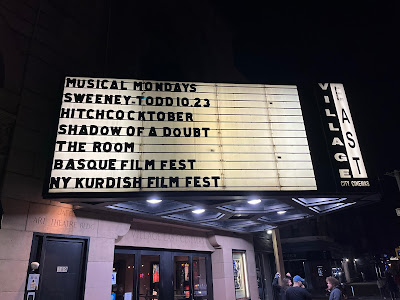 MUSICAL MONDAYS
SWEENEY-TODD 10.23
HITCHCOCKTOBER
SHADOW OF A DOUBT
THE ROOM
BASQUE FILM FEST
NY KURDISH FILM FEST
VILLAGE
EAST
CITY CINEMAS